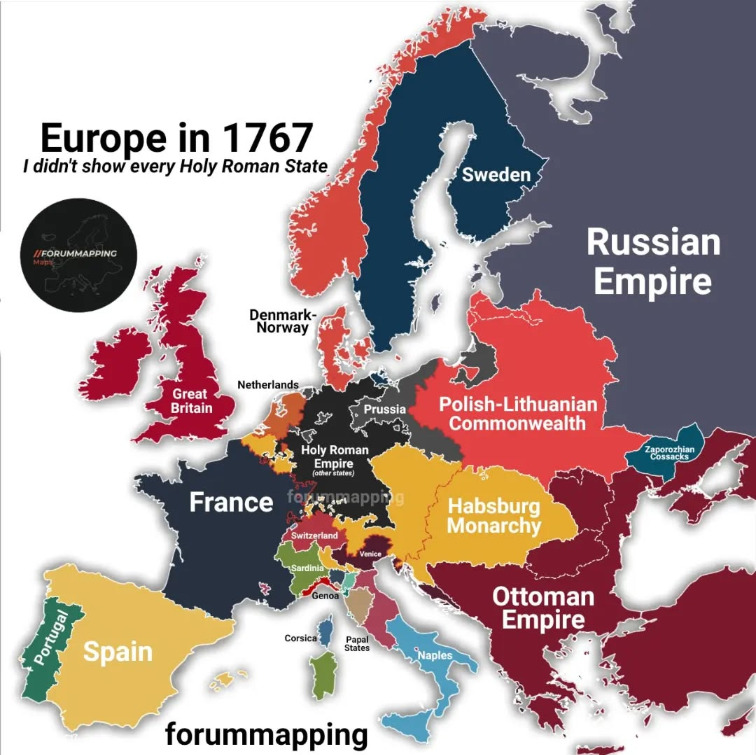 Europe in 1767
I didn't show every Holy Roman State
//FORUMMAPPING
Maps
Sweden
Russian
Empire
Denmark-
Norway
Great
Britain
Netherlands
Prussia
Polish-Lithuanian
Commonwealth
Holy Roman
Empire
(other states)
Zaporozhian
Cossacks
forummapping
France
Habsburg
Monarchy
Switzerland
Venice
Sardinia
Genoa
Ottoman
Empire
Portugal
Spain
Corsica
Papal
States
Naples
forummapping